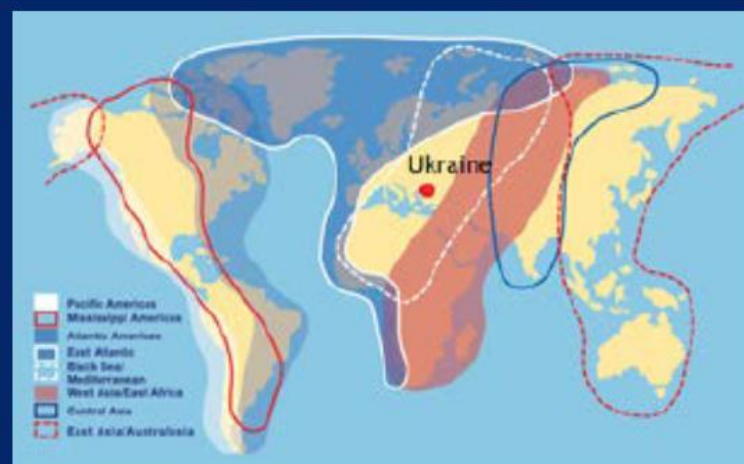 Ukraine
Pacific Americas
Mississippi Americas
Atlantic Americas
East Atlantic
Black Sea/
Mediterranean
West Asia/East Africa
Central Asia
East Asia/Australasia